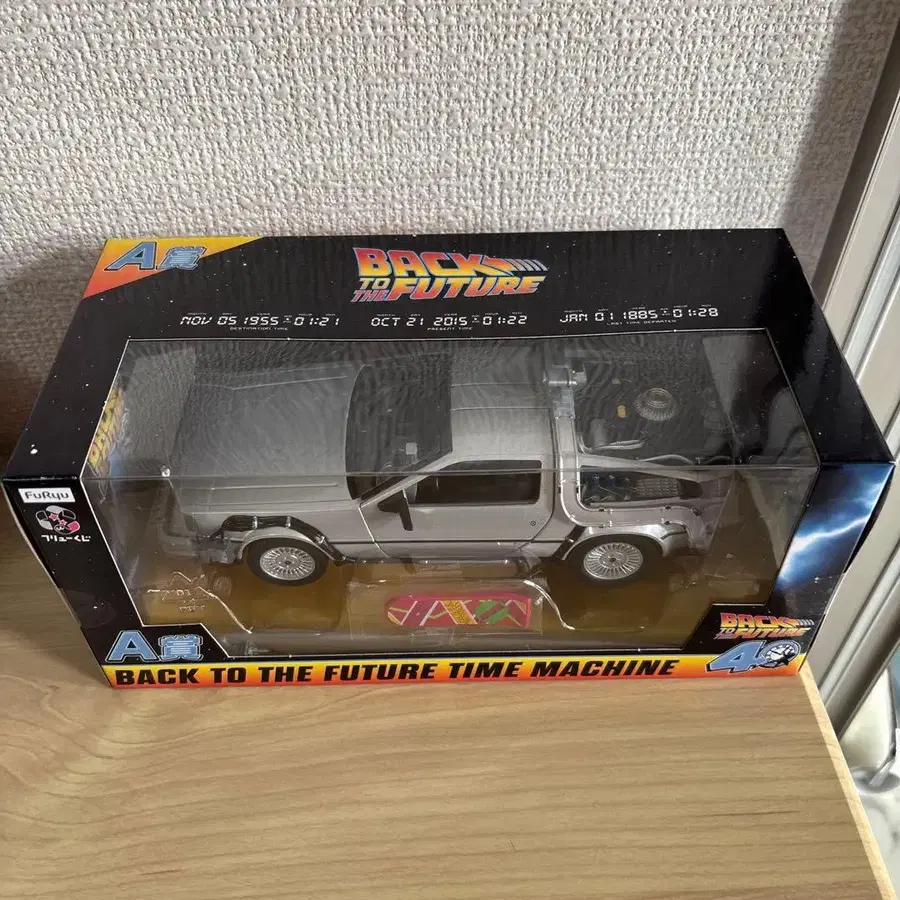 A賞
BACK
TO THE FUTURE
NOV 05 1955 01:21
DESTINATION TIME
OCT 21 2015 01:22
PRESENT TIME
JAN 01 1885 01:28
LAST TIME DEPARTED
FuRyu
フリューくじ
A賞
BACK
TO THE FUTURE
40
BACK TO THE FUTURE TIME MACHINE